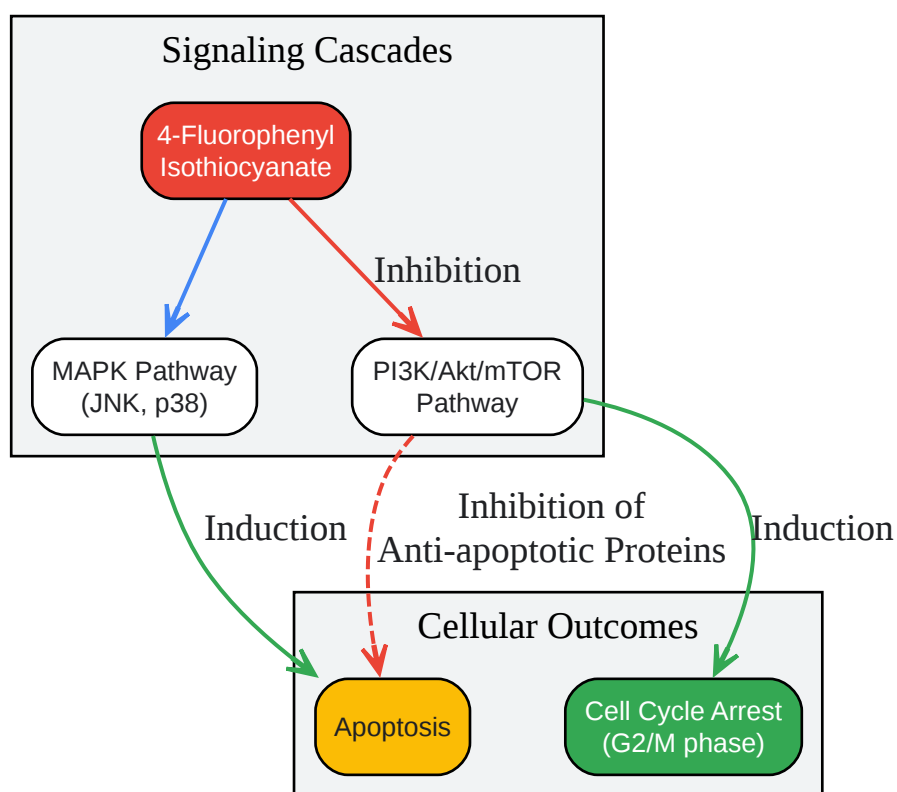 Signaling Cascades
4-Fluorophenyl
Isothiocyanate
Inhibition
MAPK Pathway
(JNK, p38)
PI3K/Akt/mTOR
Pathway
Induction
Inhibition of
Anti-apoptotic Proteins
Induction
Cellular Outcomes
Apoptosis
Cell Cycle Arrest
(G2/M phase)